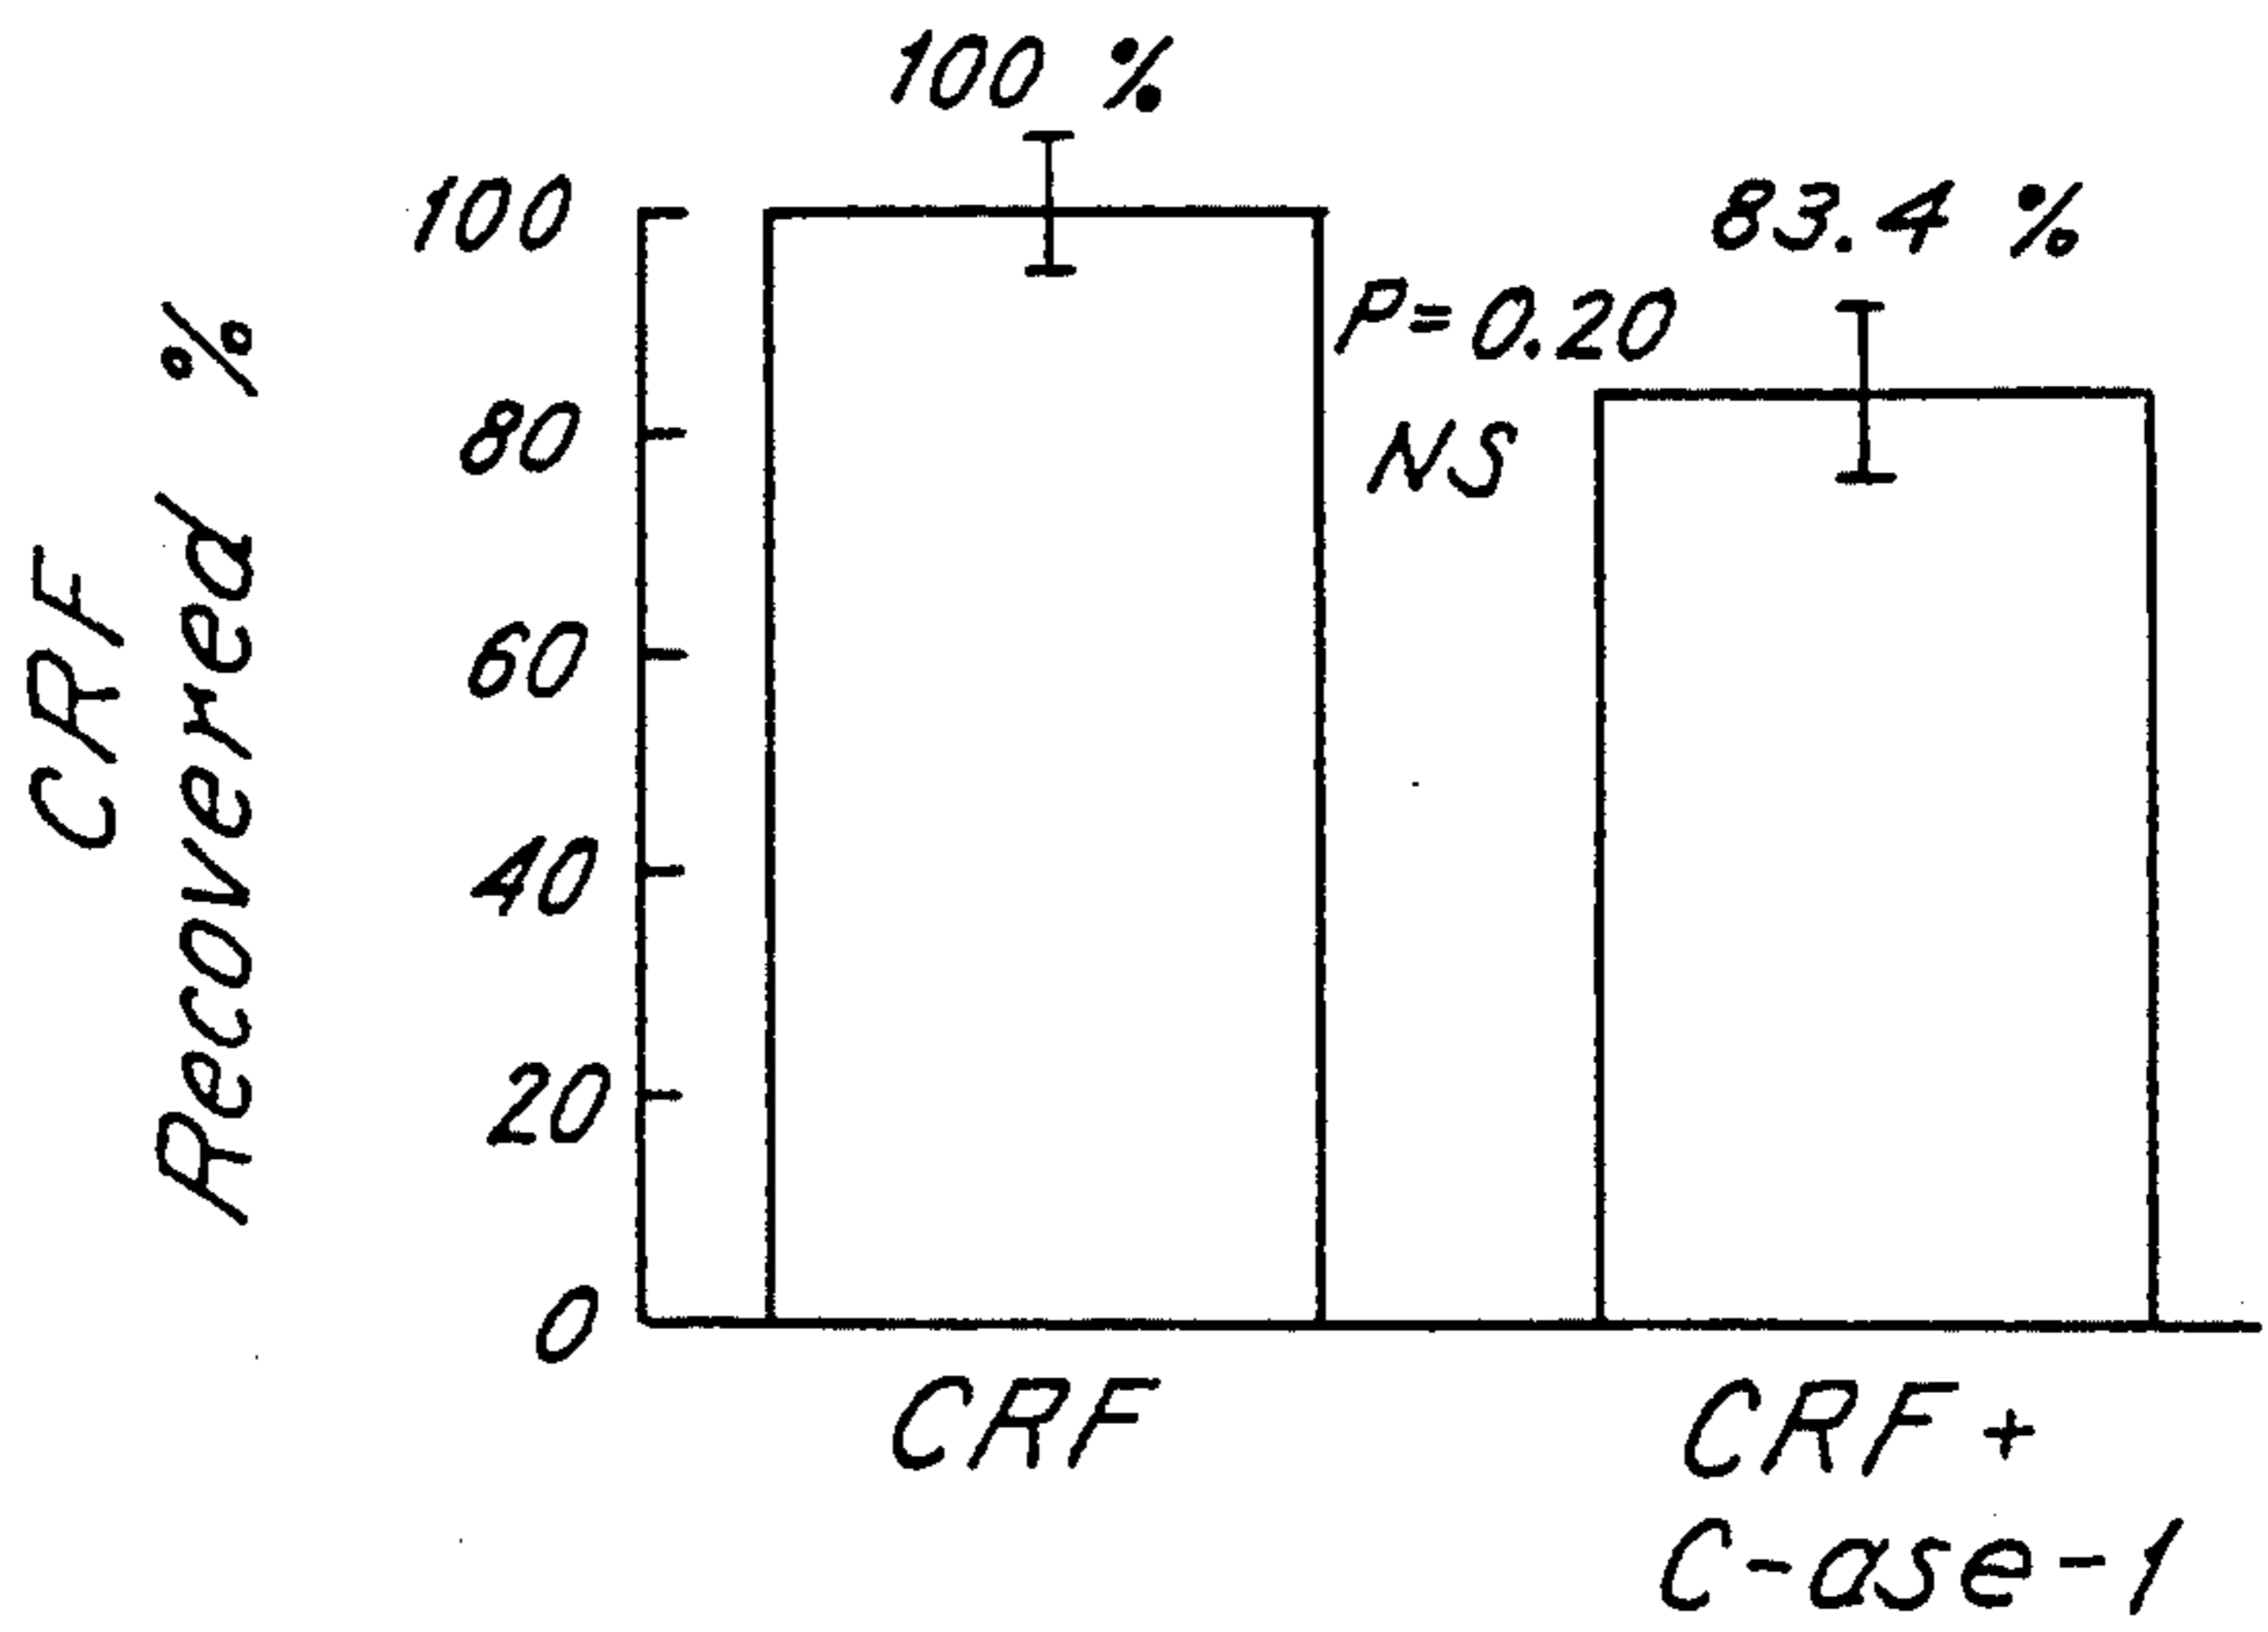 100 %
83.4 %
P=0.20
NS
CRF
Recovered %
100
80
60
40
20
0
CRF
CRF+
C-ase-1